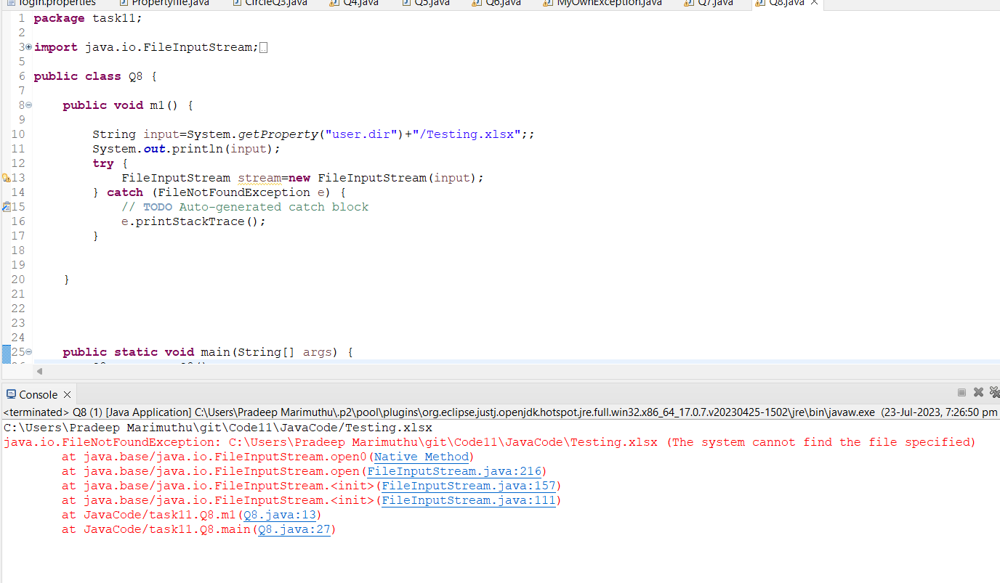 login.properties Propertyfile.java CircleQ3.java Q4.java Q5.java Q6.java MyOwnException.java Q7.java Q8.java
1 package task11;
2
3 import java.io.FileInputStream;
5
6 public class Q8 {
7
8 public void m1() {
9
10 String input=System.getProperty("user.dir")+"/Testing.xlsx";;
11 System.out.println(input);
12 try {
13 FileInputStream stream=new FileInputStream(input);
14 } catch (FileNotFoundException e) {
15 // TODO Auto-generated catch block
16 e.printStackTrace();
17 }
18
19
20 }
21
22
23
24
25 public static void main(String[] args) {
Console
<terminated> Q8 (1) [Java Application] C:\Users\Pradeep Marimuthu\.p2\pool\plugins\org.eclipse.justj.openjdk.hotspot.jre.full.win32.x86_64_17.0.7.v20230425-1502\jre\bin\javaw.exe (23-Jul-2023, 7:26:50 pm
C:\Users\Pradeep Marimuthu\git\Code11\JavaCode/Testing.xlsx
java.io.FileNotFoundException: C:\Users\Pradeep Marimuthu\git\Code11\JavaCode\Testing.xlsx (The system cannot find the file specified)
at java.base/java.io.FileInputStream.open0(Native Method)
at java.base/java.io.FileInputStream.open(FileInputStream.java:216)
at java.base/java.io.FileInputStream.<init>(FileInputStream.java:157)
at java.base/java.io.FileInputStream.<init>(FileInputStream.java:111)
at JavaCode/task11.Q8.m1(Q8.java:13)
at JavaCode/task11.Q8.main(Q8.java:27)